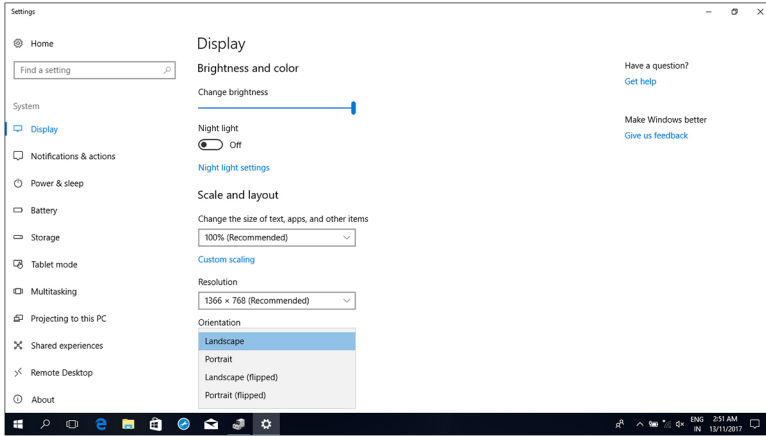 Settings
Home
Find a setting
System
Display
Notifications & actions
Power & sleep
Battery
Storage
Tablet mode
Multitasking
Projecting to this PC
Shared experiences
Remote Desktop
About
Display
Brightness and color
Change brightness
Night light
Off
Night light settings
Scale and layout
Change the size of text, apps, and other items
100% (Recommended)
Custom scaling
Resolution
1366 × 768 (Recommended)
Orientation
Landscape
Portrait
Landscape (flipped)
Portrait (flipped)
Have a question?
Get help
Make Windows better
Give us feedback
ENG
IN
2:51 AM
13/11/2017